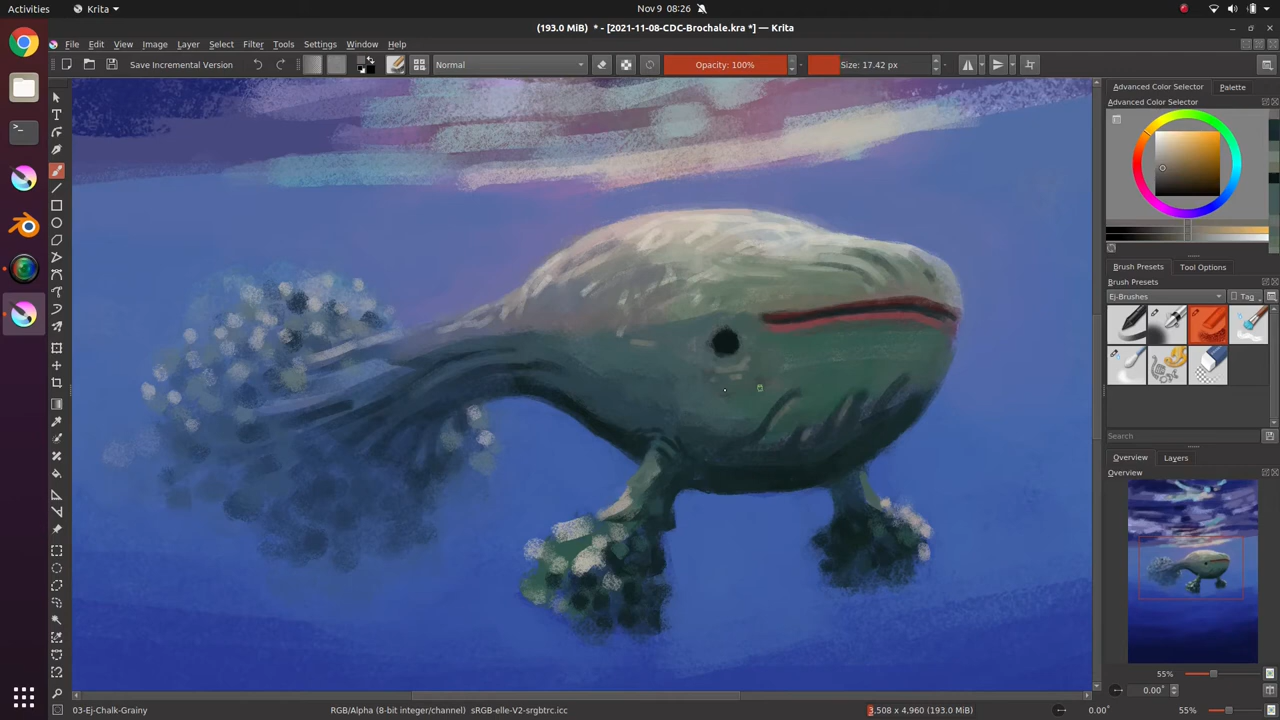 Activities
Krita
Nov 9 08:26
(193.0 MiB) * - [2021-11-08-CDC-Brochale.kra *] — Krita
File Edit View Image Layer Select Filter Tools Settings Window Help
Save Incremental Version
Normal
Opacity: 100%
Size: 17.42 px
Advanced Color Selector Palette
Advanced Color Selector
Brush Presets Tool Options
Brush Presets
Ej-Brushes
Tag
Search
Overview Layers
Overview
55%
0.00°
03-Ej-Chalk-Grainy
RGB/Alpha (8-bit integer/channel) sRGB-elle-V2-srgbtrc.icc
3,508 x 4,960 (193.0 MiB)
0.00°
55%